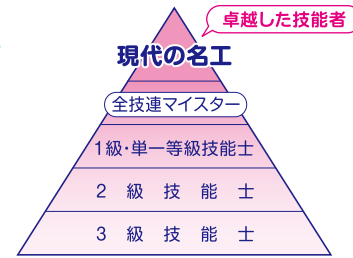 卓越した技能者
現代の名工
全技連マイスター
1級・単一等級技能士
2級技能士
3級技能士